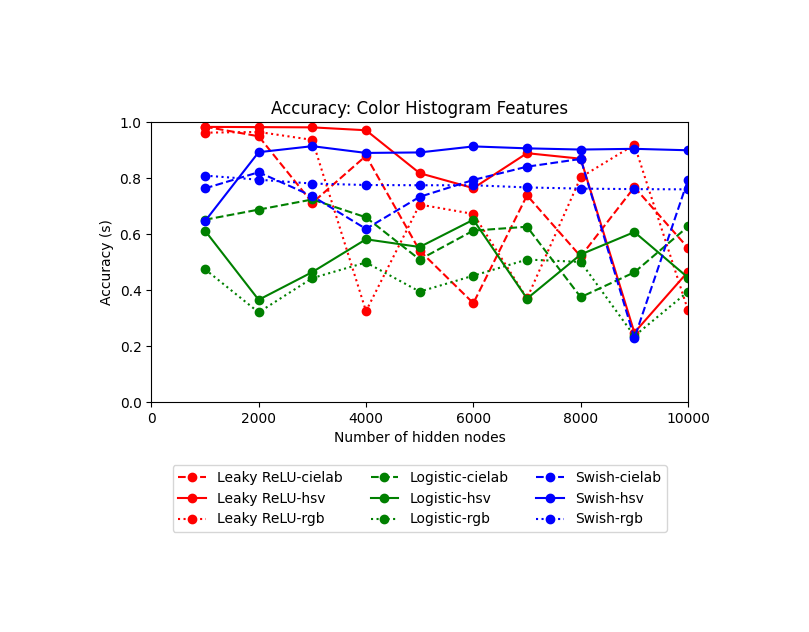 Accuracy: Color Histogram Features
1.0
0.8
0.6
0.4
0.2
0.0
Accuracy (s)
0 2000 4000 6000 8000 10000
Number of hidden nodes
Leaky ReLU-cielab Logistic-cielab Swish-cielab
Leaky ReLU-hsv Logistic-hsv Swish-hsv
Leaky ReLU-rgb Logistic-rgb Swish-rgb